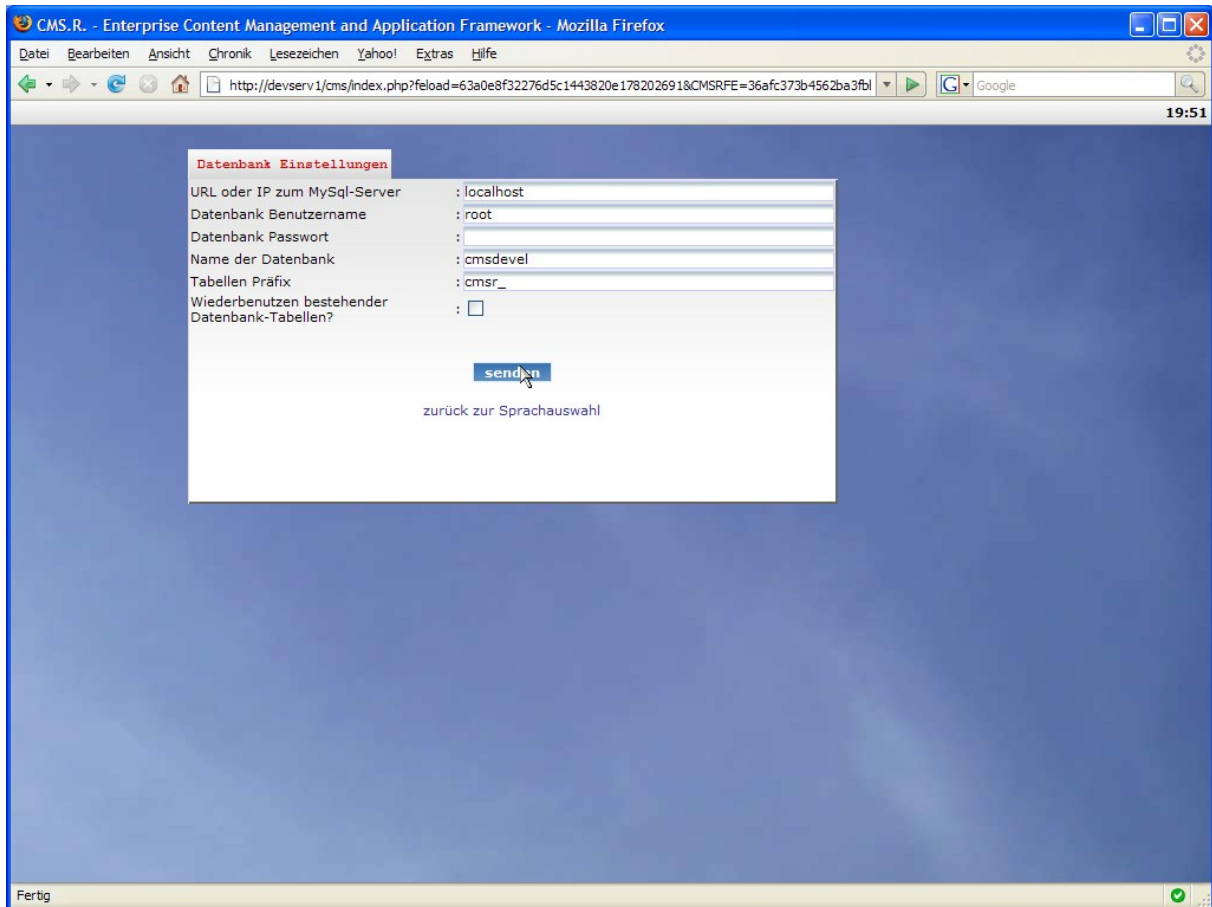 CMS.R. - Enterprise Content Management and Application Framework - Mozilla Firefox
Datei Bearbeiten Ansicht Chronik Lesezeichen Yahoo! Extras Hilfe
http://devserv1/cms/index.php?feload=63a0e8f32276d5c1443820e178202691&CMSRFE=36afc373b4562ba3fbl G Google
19:51
Datenbank Einstellungen
URL oder IP zum MySql-Server : localhost
Datenbank Benutzername : root
Datenbank Passwort :
Name der Datenbank : cmsdevel
Tabellen Präfix : cmsr_
Wiederbenutzen bestehender
Datenbank-Tabellen? :
senden
zurück zur Sprachauswahl
Fertig